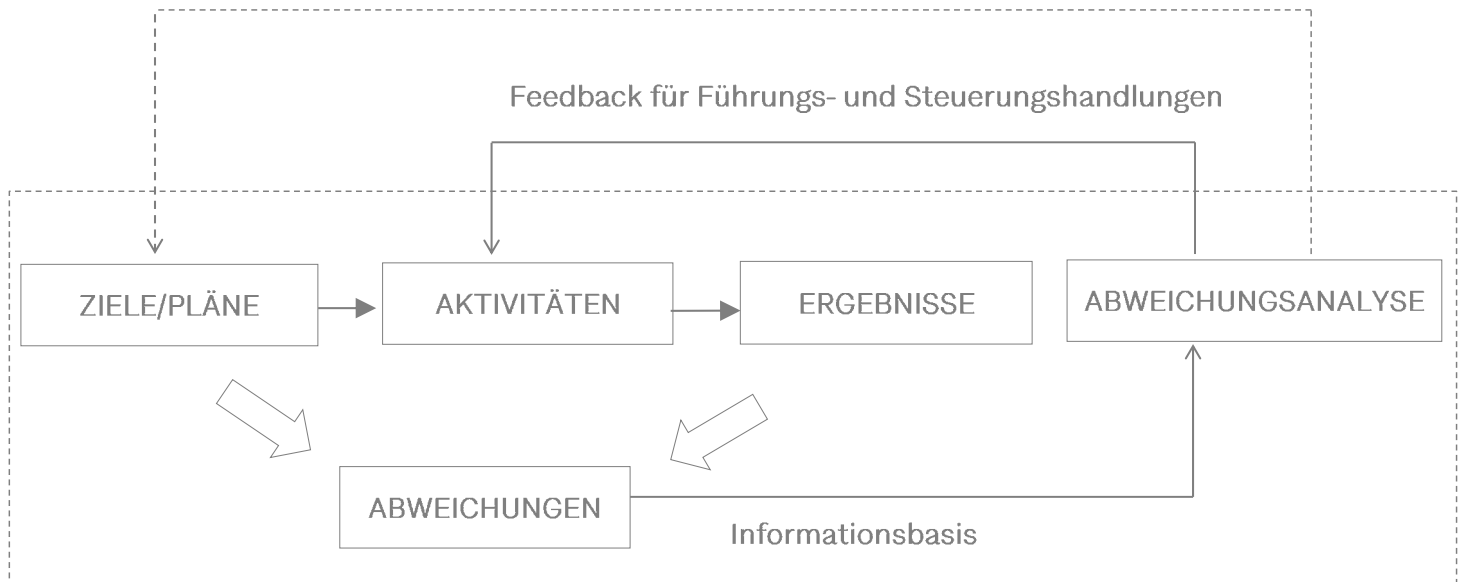 Feedback für Führungs- und Steuerungshandlungen
ZIELE/PLÄNE
AKTIVITÄTEN
ERGEBNISSE
ABWEICHUNGSANALYSE
ABWEICHUNGEN
Informationsbasis